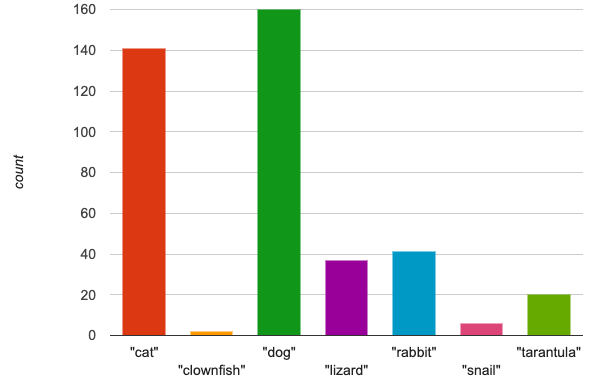 count
160
140
120
100
80
60
40
20
0
"cat"
"clownfish"
"dog"
"lizard"
"rabbit"
"snail"
"tarantula"